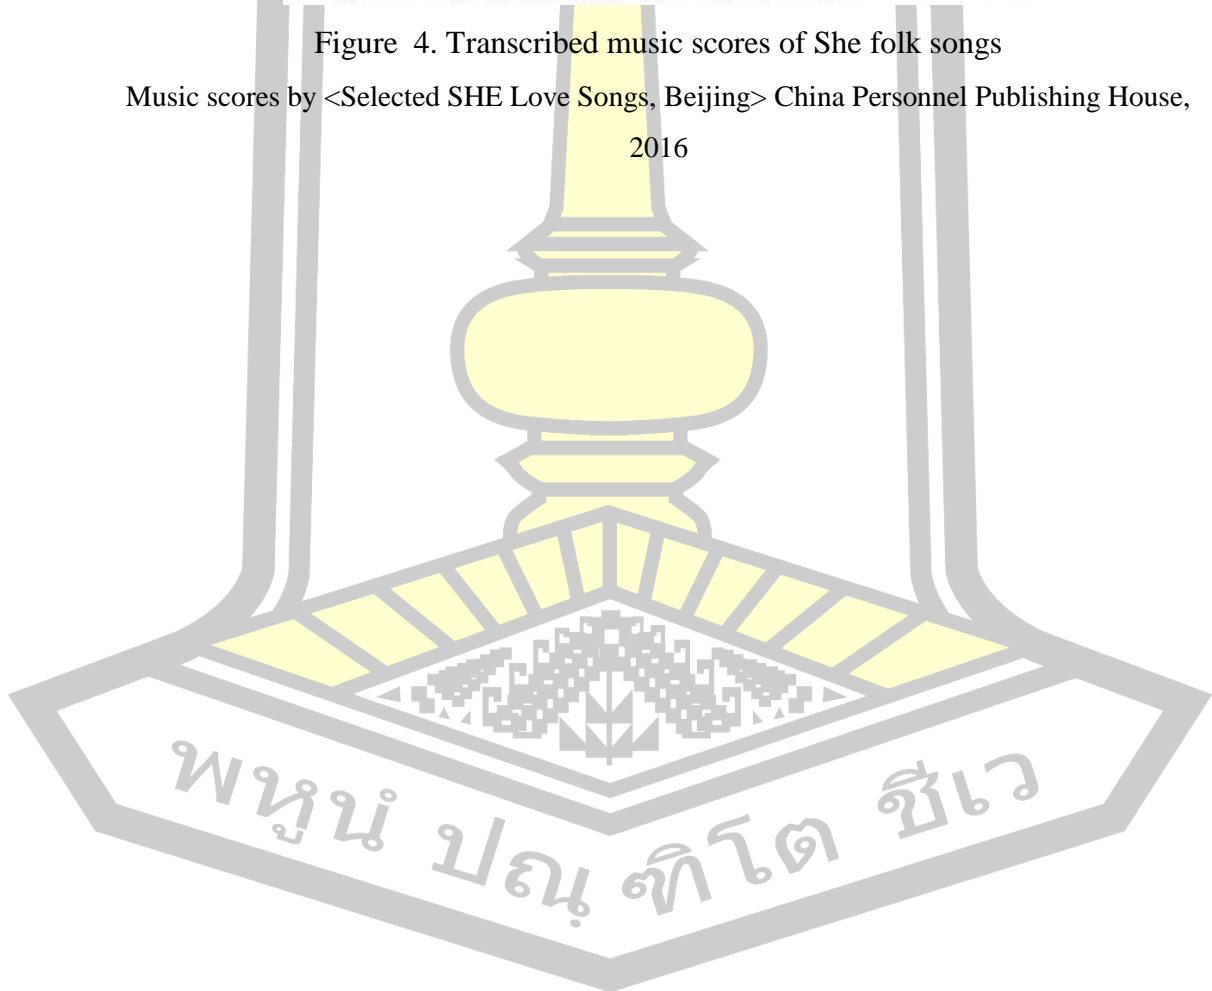 Figure  4. Transcribed music scores of She folk songs
Music scores by <Selected SHE Love Songs, Beijing> China Personnel Publishing House,
2016
พหูนํ ปณฺ ฑิโต ชีเว